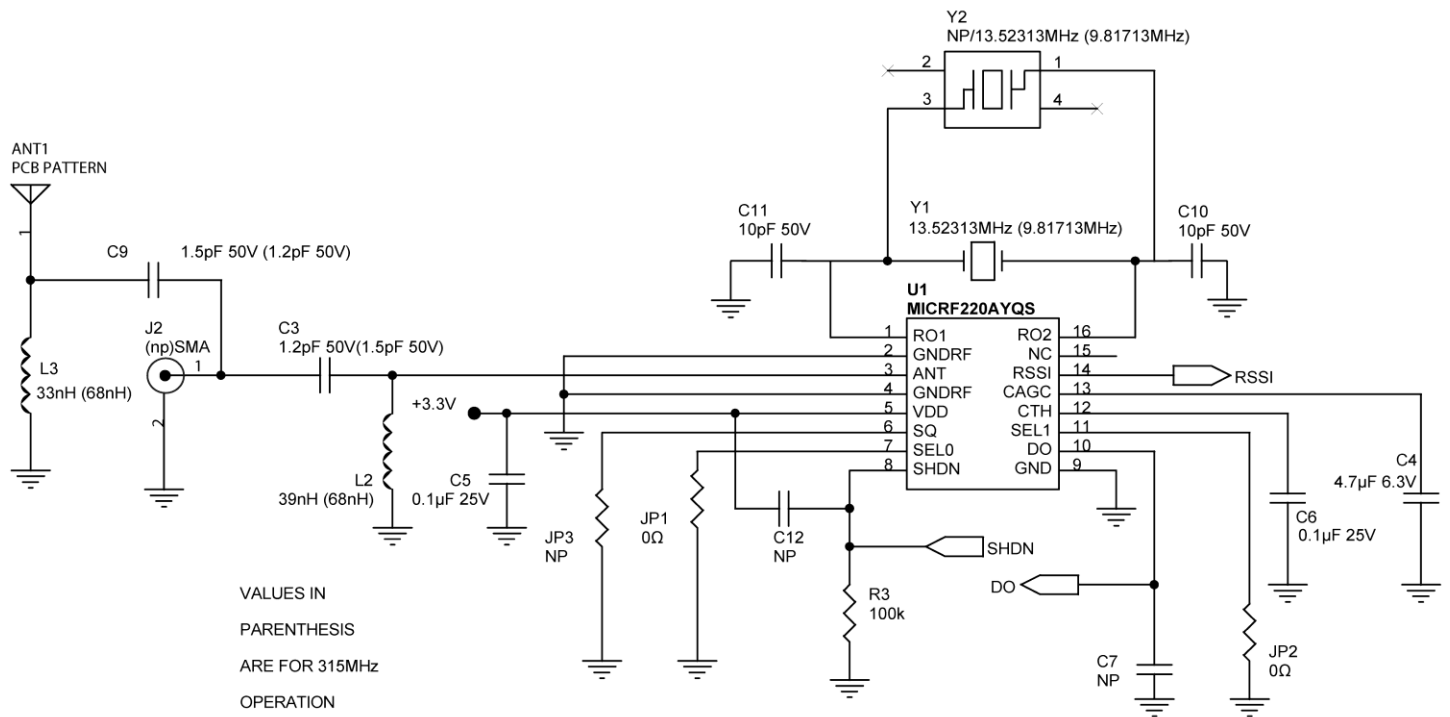 Y2
NP/13.52313MHz (9.81713MHz)
2
1
3
4
ANT1
PCB PATTERN
1
C9
1.5pF 50V (1.2pF 50V)
C11
10pF 50V
Y1
13.52313MHz (9.81713MHz)
C10
10pF 50V
U1
MICRF220AYQS
J2
(np)SMA
1
2
C3
1.2pF 50V(1.5pF 50V)
L3
33nH (68nH)
1 RO1 RO2 16
2 GNDRF NC 15
3 ANT RSSI 14
4 GNDRF CAGC 13
5 VDD CTH 12
6 SQ SEL1 11
7 SEL0 DO 10
8 SHDN GND 9
RSSI
+3.3V
L2
39nH (68nH)
C5
0.1µF 25V
C4
4.7µF 6.3V
C6
0.1µF 25V
JP3
NP
JP1
0Ω
C12
NP
SHDN
DO
R3
100k
C7
NP
JP2
0Ω
VALUES IN
PARENTHESIS
ARE FOR 315MHz
OPERATION